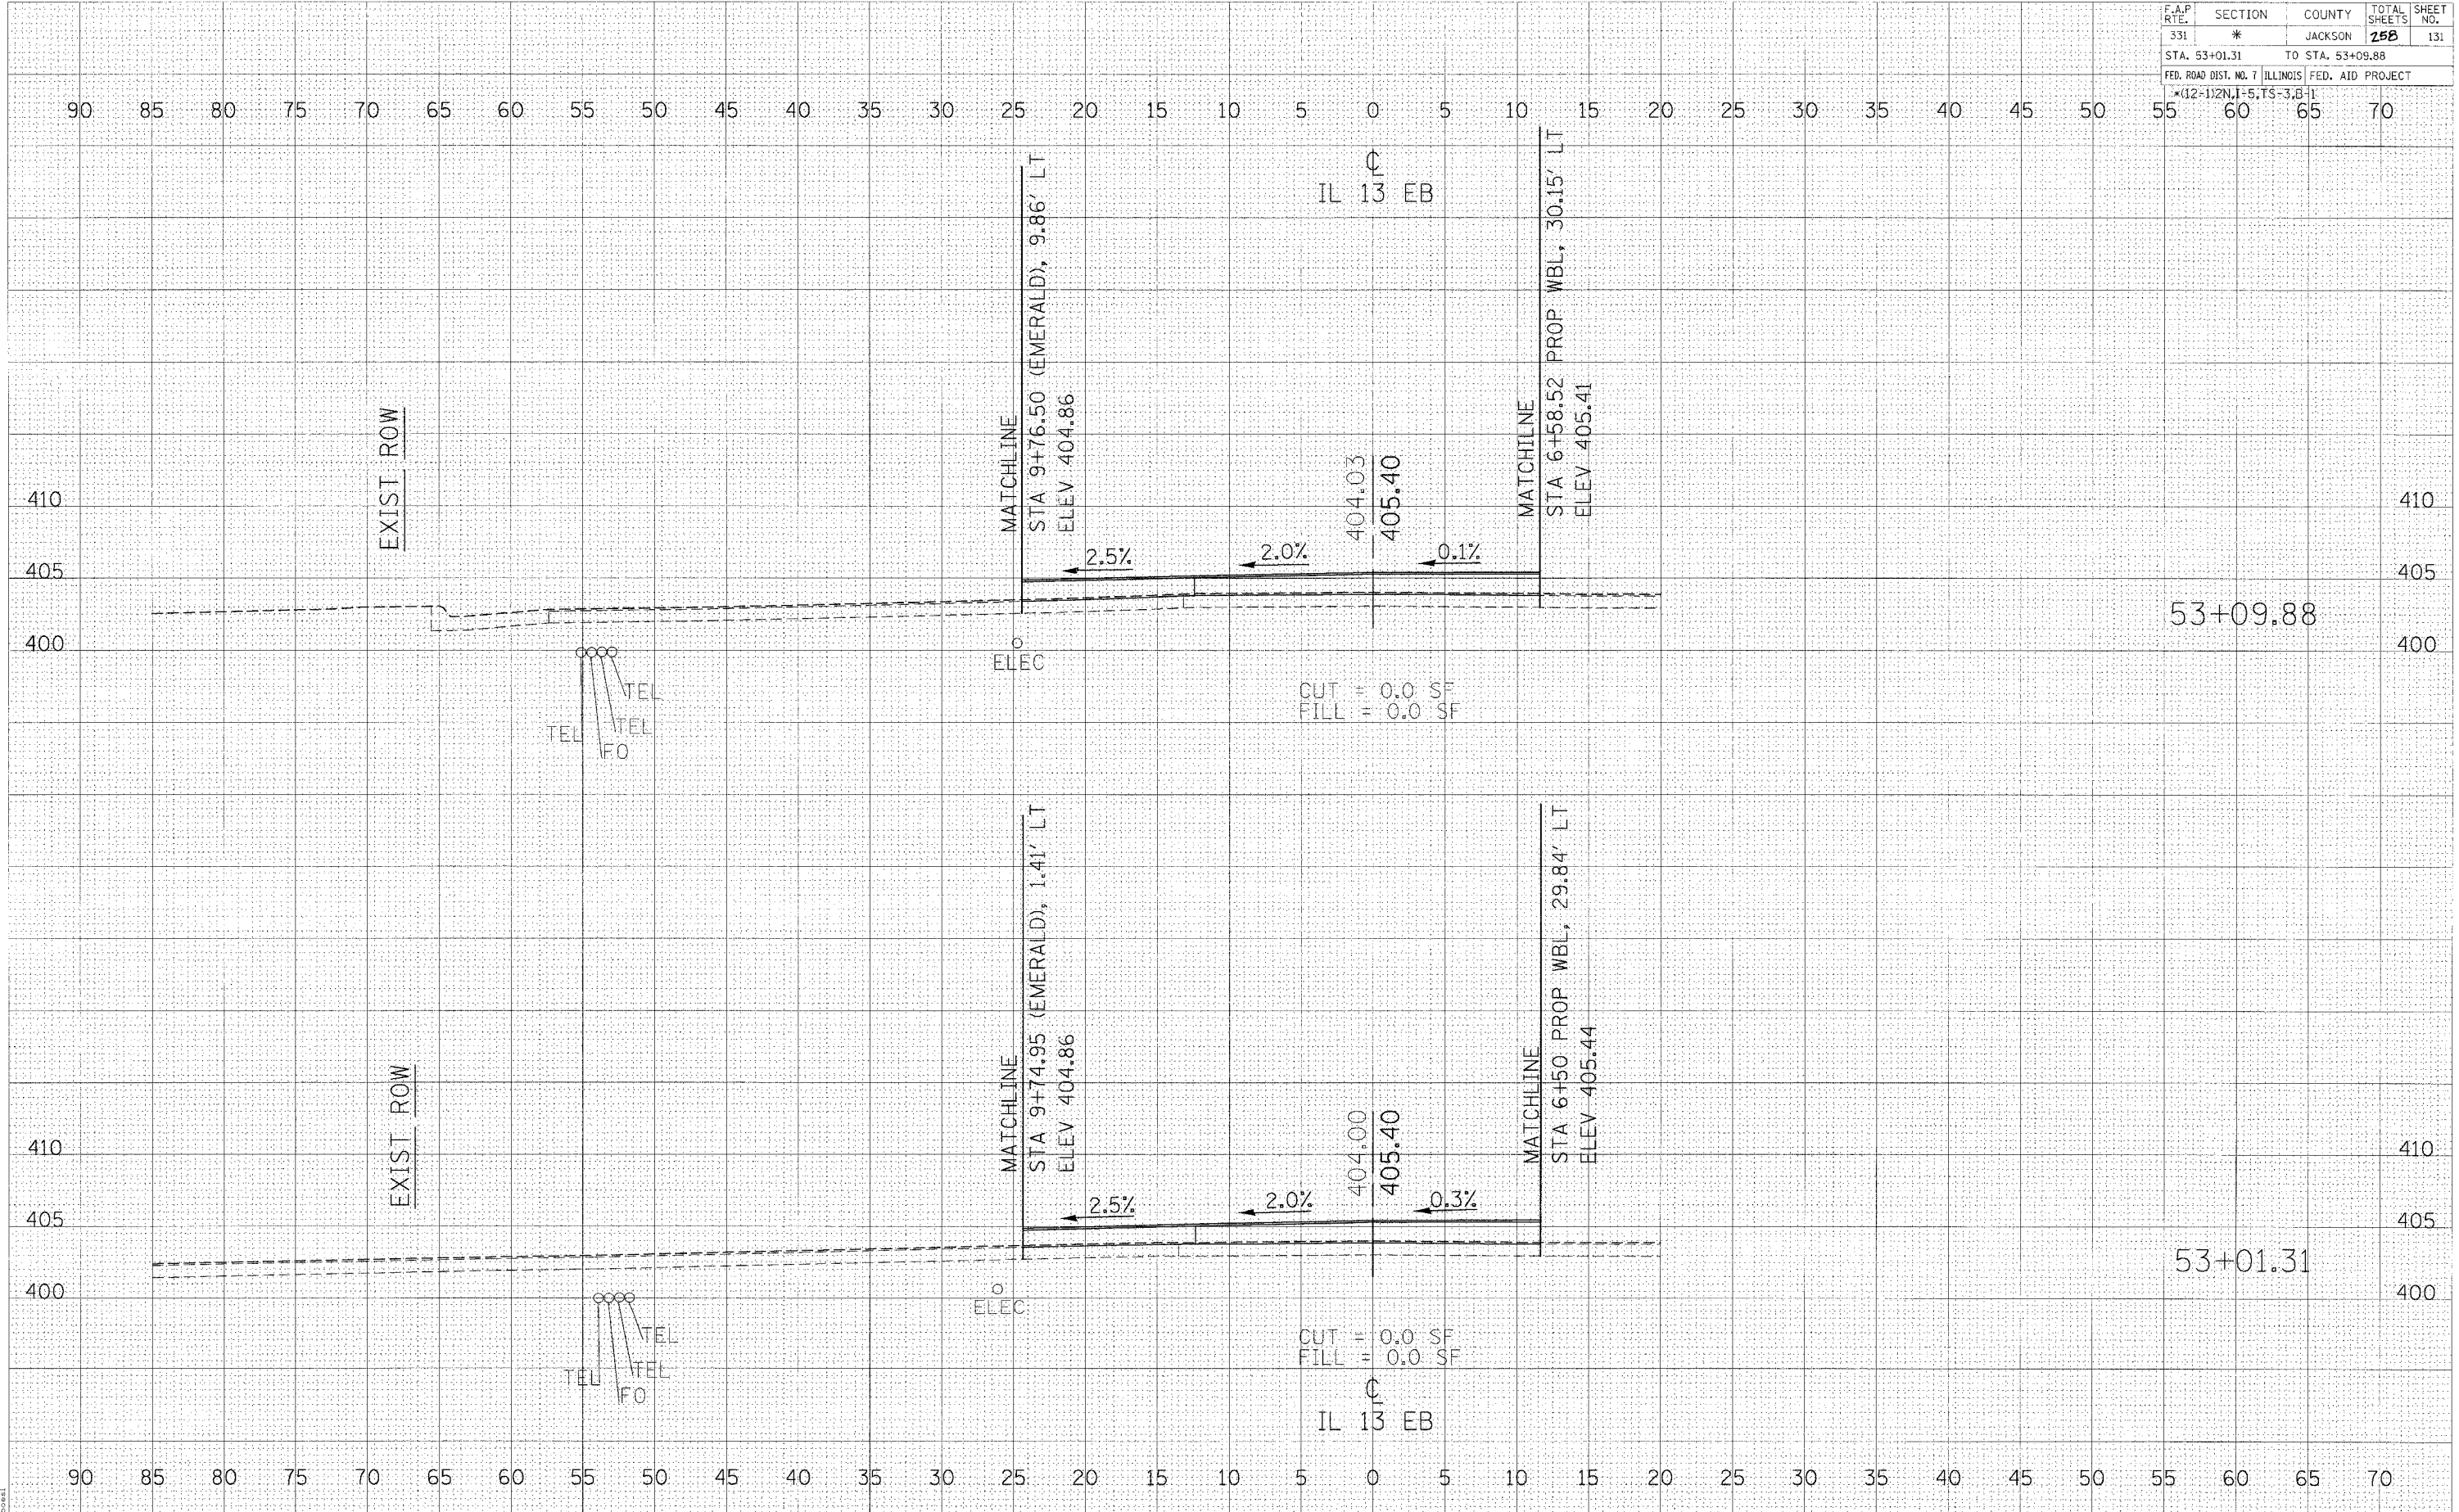 F.A.P. RTE. SECTION COUNTY TOTAL SHEETS SHEET NO.
331 * JACKSON 258 131
STA. 53+01.31 TO STA. 53+09.88
FED. ROAD DIST. NO. 7 ILLINOIS FED. AID PROJECT
*(12-1)2N,I-5,TS-3,B-1
90 85 80 75 70 65 60 55 50 45 40 35 30 25 20 15 10 5 0 5 10 15 20 25 30 35 40 45 50 55 60 65 70
℄
IL 13 EB
EXIST ROW
MATCHLINE
STA 9+76.50 (EMERALD), 9.86' LT
ELEV 404.86
404.03
405.40
MATCHILNE
STA 6+58.52 PROP WBL, 30.15' LT
ELEV 405.41
410 410
2.5% 2.0% 0.1%
405 405
53+09.88
400 400
ELEC
TEL
TEL
TEL
FO
CUT = 0.0 SF
FILL = 0.0 SF
EXIST ROW
MATCHLINE
STA 9+74.95 (EMERALD), 1.41' LT
ELEV 404.86
404.00
405.40
MATCHLINE
STA 6+50 PROP WBL, 29.84' LT
ELEV 405.44
410 410
2.5% 2.0% 0.3%
405 405
53+01.31
400 400
ELEC
TEL
TEL
TEL
FO
CUT = 0.0 SF
FILL = 0.0 SF
℄
IL 13 EB
90 85 80 75 70 65 60 55 50 45 40 35 30 25 20 15 10 5 0 5 10 15 20 25 30 35 40 45 50 55 60 65 70